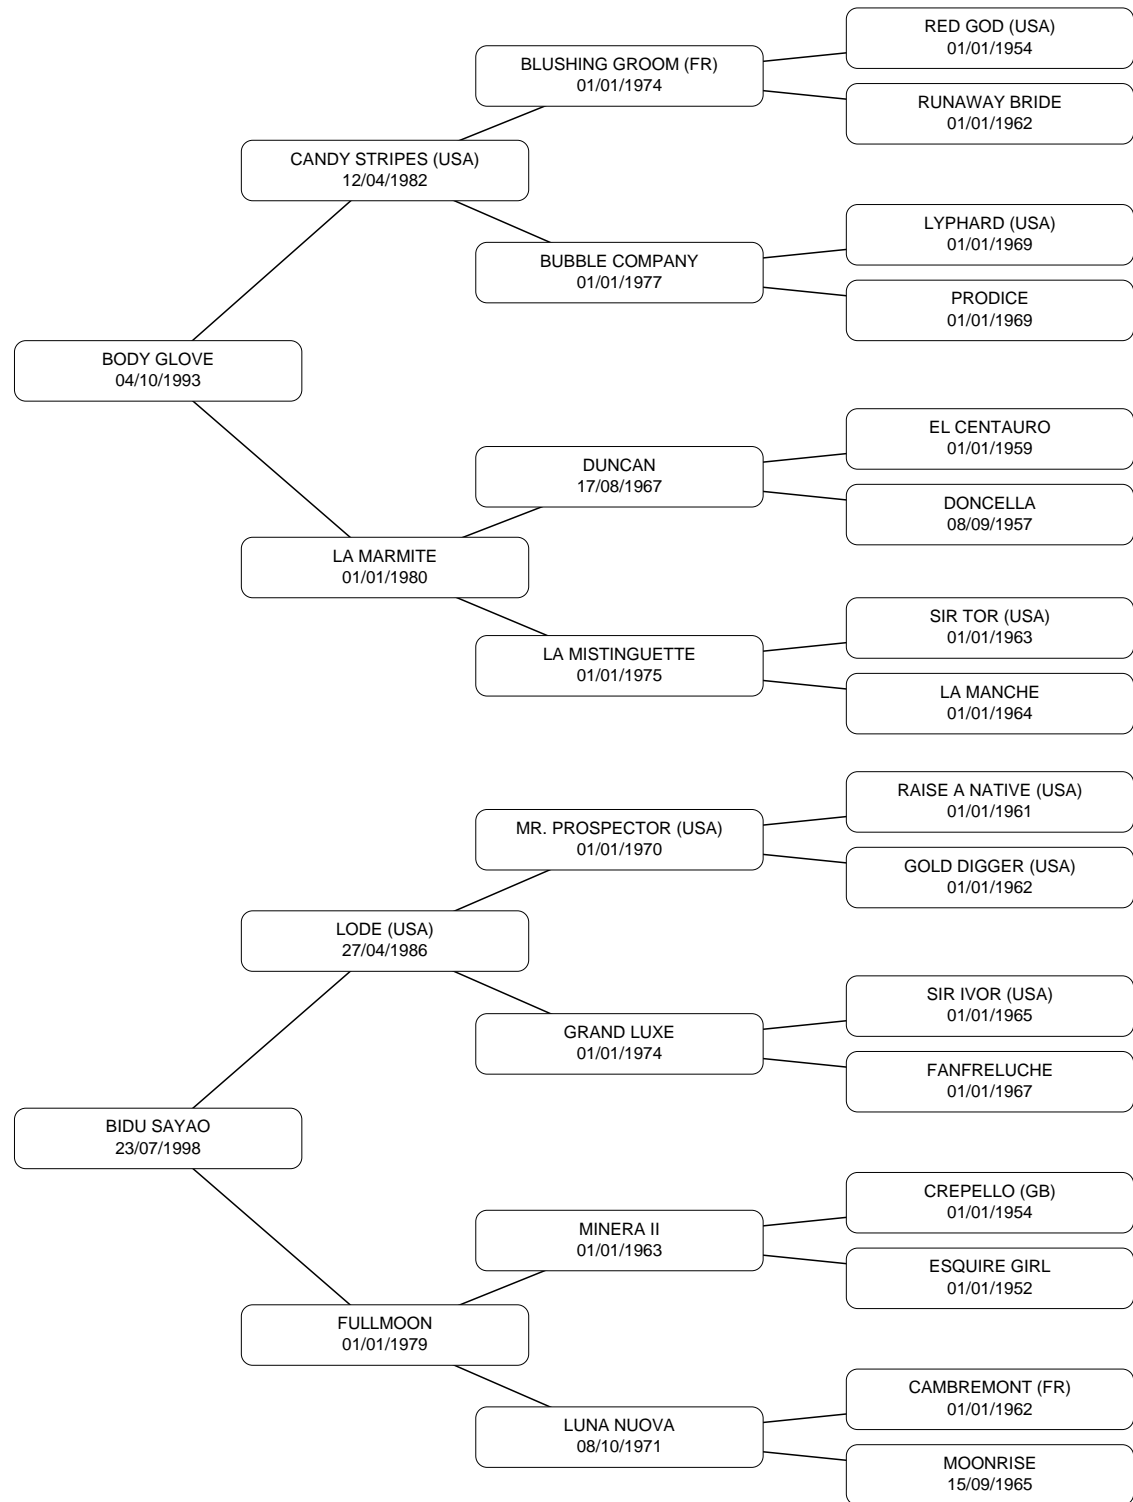 RED GOD (USA)
01/01/1954
BLUSHING GROOM (FR)
01/01/1974
RUNAWAY BRIDE
01/01/1962
CANDY STRIPES (USA)
12/04/1982
LYPHARD (USA)
01/01/1969
BUBBLE COMPANY
01/01/1977
PRODICE
01/01/1969
BODY GLOVE
04/10/1993
EL CENTAURO
01/01/1959
DUNCAN
17/08/1967
DONCELLA
08/09/1957
LA MARMITE
01/01/1980
SIR TOR (USA)
01/01/1963
LA MISTINGUETTE
01/01/1975
LA MANCHE
01/01/1964
RAISE A NATIVE (USA)
01/01/1961
MR. PROSPECTOR (USA)
01/01/1970
GOLD DIGGER (USA)
01/01/1962
LODE (USA)
27/04/1986
SIR IVOR (USA)
01/01/1965
GRAND LUXE
01/01/1974
FANFRELUCHE
01/01/1967
BIDU SAYAO
23/07/1998
CREPELLO (GB)
01/01/1954
MINERA II
01/01/1963
ESQUIRE GIRL
01/01/1952
FULLMOON
01/01/1979
CAMBREMONT (FR)
01/01/1962
LUNA NUOVA
08/10/1971
MOONRISE
15/09/1965